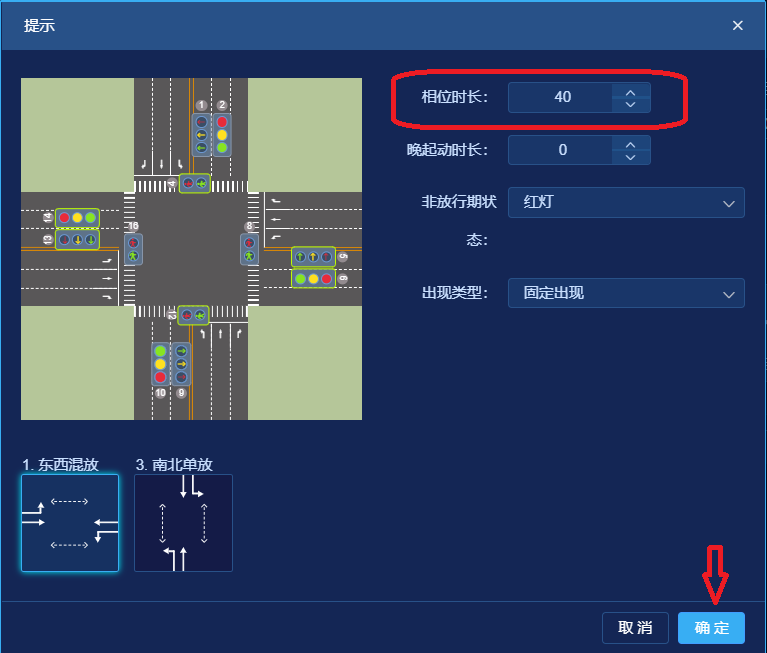 提示
相位时长： 40
晚起动时长： 0
非放行期状
态：
红灯
出现类型： 固定出现
1 2
4
14
13
16
8
5
6
12
10 9
1. 东西混放 3. 南北单放
取 消 确 定